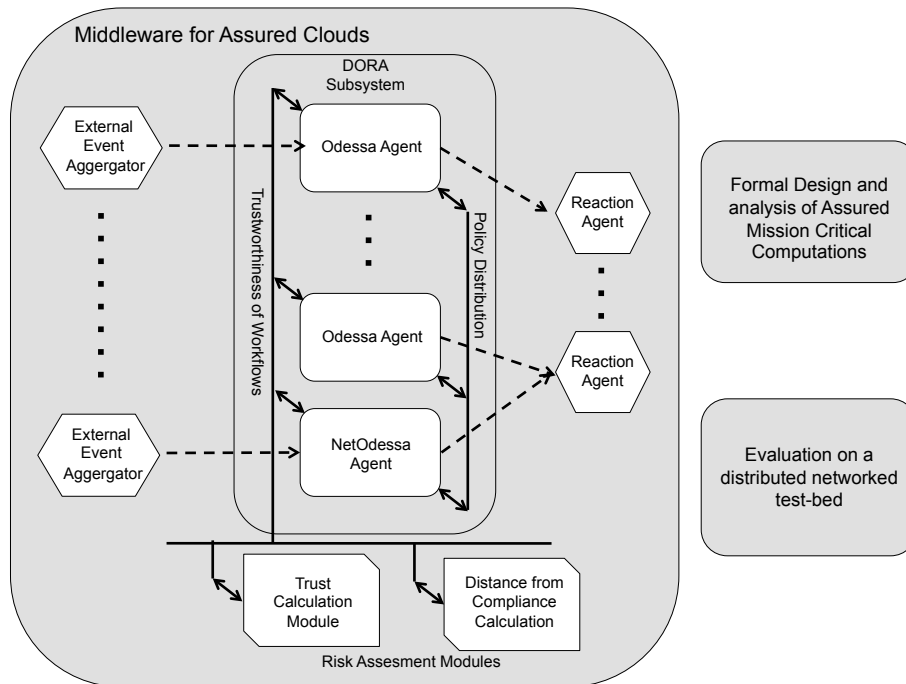 Middleware for Assured Clouds
DORA
Subsystem
External
Event
Aggergator
Odessa Agent
Reaction
Agent
Trustworthiness of Workflows
Policy Distribution
Odessa Agent
Reaction
Agent
External
Event
Aggergator
NetOdessa
Agent
Trust
Calculation
Module
Distance from
Compliance
Calculation
Risk Assesment Modules
Formal Design and
analysis of Assured
Mission Critical
Computations
Evaluation on a
distributed networked
test-bed